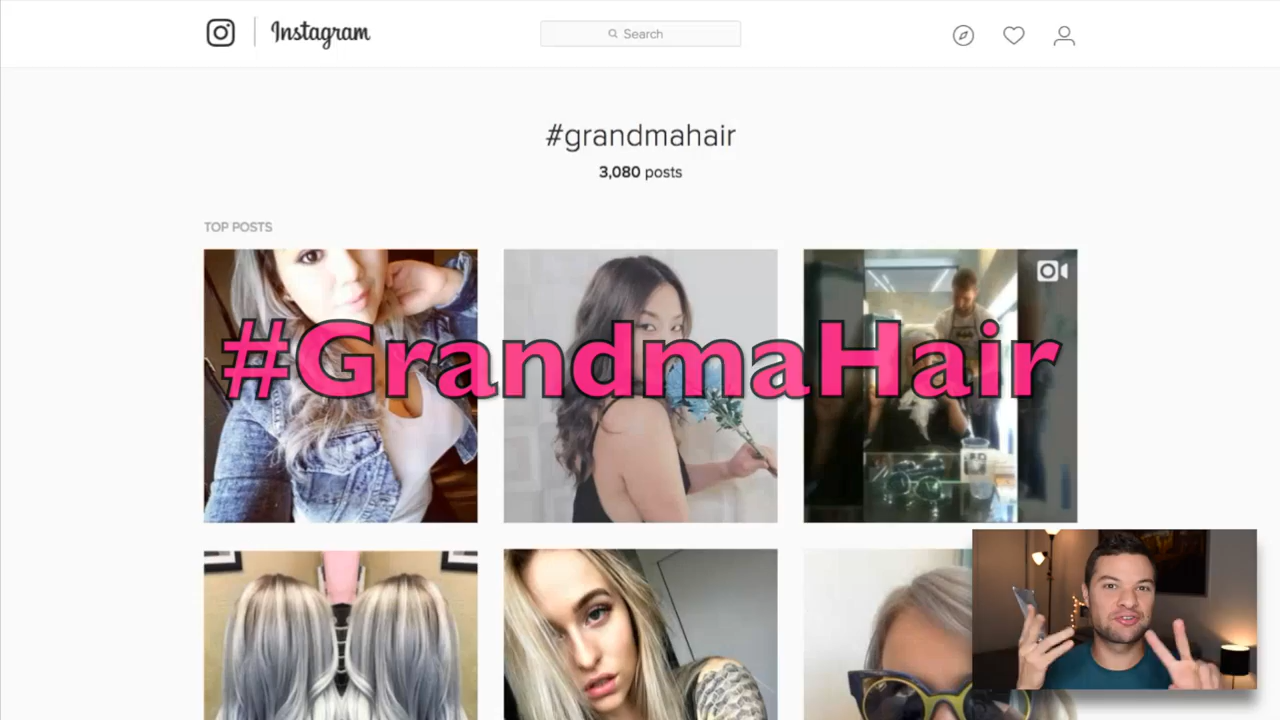 Instagram
Search
#grandmahair
3,080 posts
TOP POSTS
#GrandmaHair